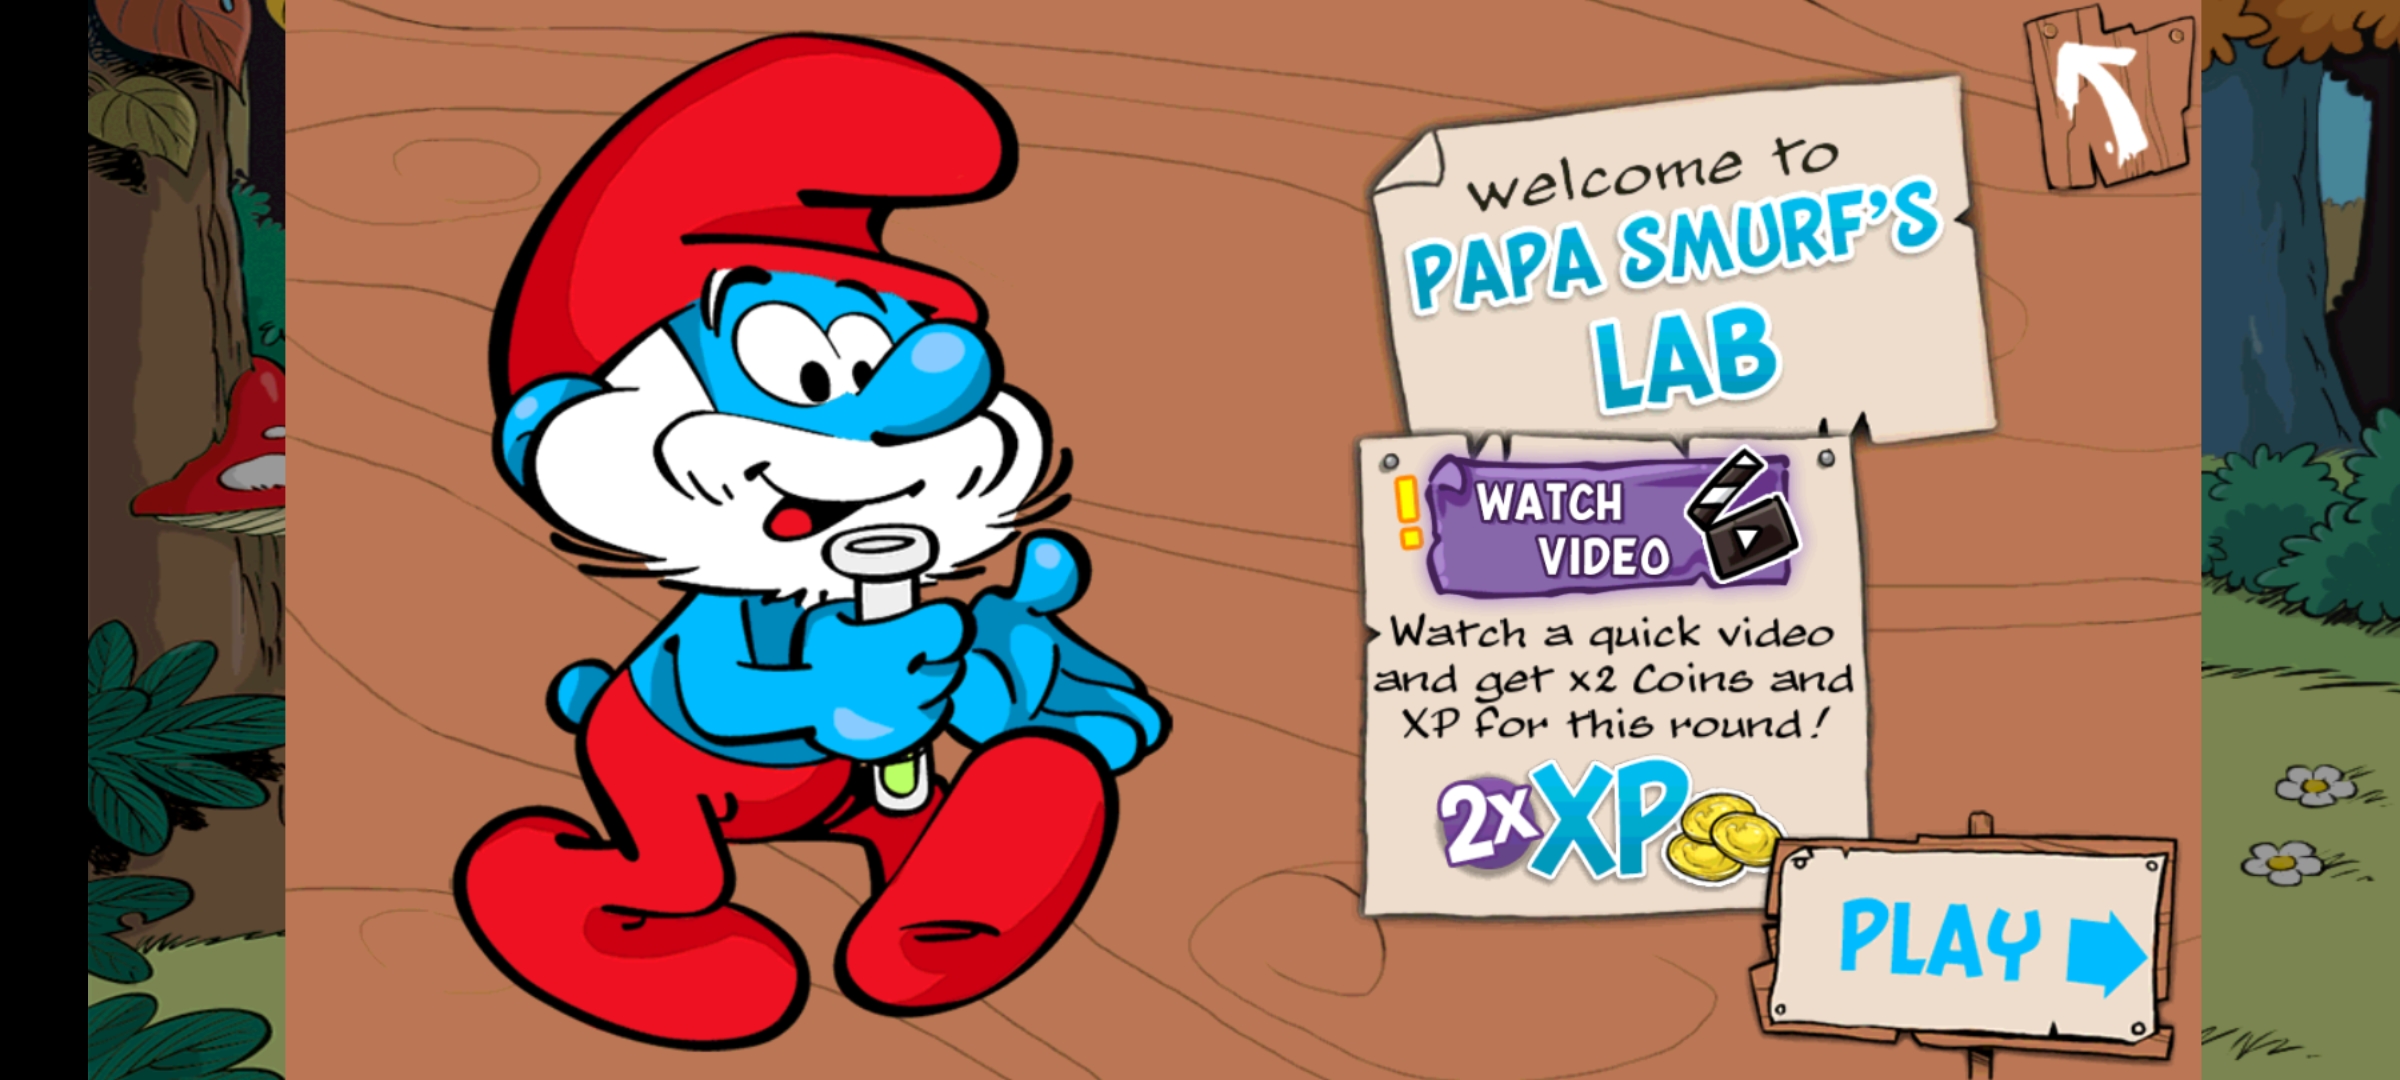 Welcome to
PAPA SMURF'S
LAB
! WATCH
VIDEO
Watch a quick video
and get x2 Coins and
XP for this round!
2x XP
PLAY